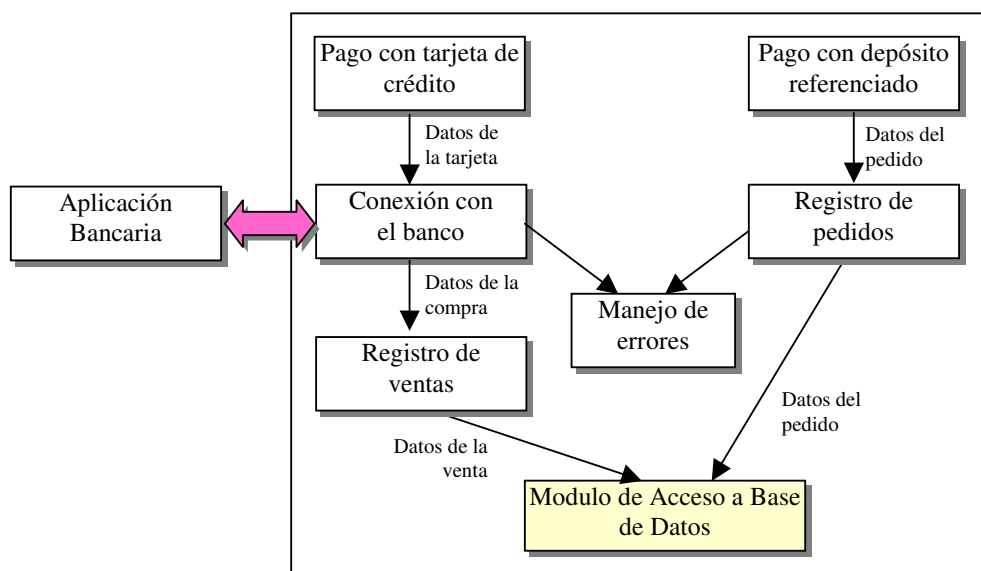 Pago con tarjeta de
crédito
Pago con depósito
referenciado
Datos de
la tarjeta
Datos del
pedido
Aplicación
Bancaria
Conexión con
el banco
Registro de
pedidos
Datos de la
compra
Manejo de
errores
Registro de
ventas
Datos del
pedido
Datos de la
venta
Modulo de Acceso a Base
de Datos